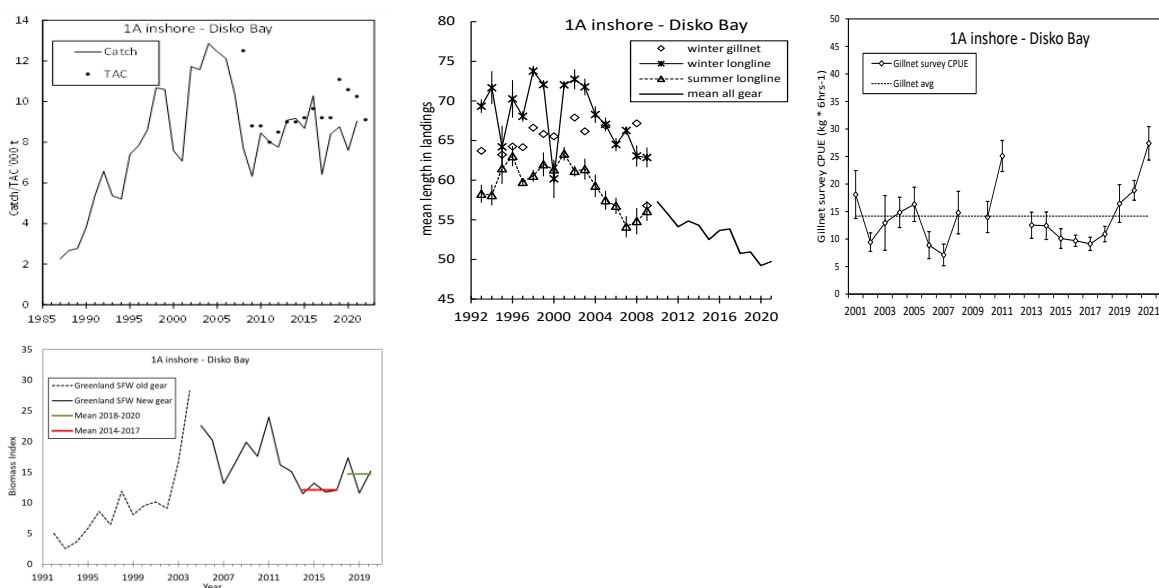 1A inshore - Disko Bay
Catch
TAC
Catch/TAC '000 t
14
12
10
8
6
4
2
0
1985 1990 1995 2000 2005 2010 2015 2020
1A inshore - Disko Bay
winter gillnet
winter longline
summer longline
mean all gear
mean length in landings
80
75
70
65
60
55
50
45
1992 1996 2000 2004 2008 2012 2016 2020
1A inshore - Disko Bay
Gillnet survey CPUE
Gillnet avg
Gillnet survey CPUE (kg * 6hrs-1)
50
45
40
35
30
25
20
15
10
5
0
2001 2003 2005 2007 2009 2011 2013 2015 2017 2019 2021
1A inshore - Disko Bay
Greenland SFW old gear
Greenland SFW New gear
Mean 2018-2020
Mean 2014-2017
Biomass Index
35
30
25
20
15
10
5
0
1991 1995 1999 2003 2007 2011 2015 2019
Year